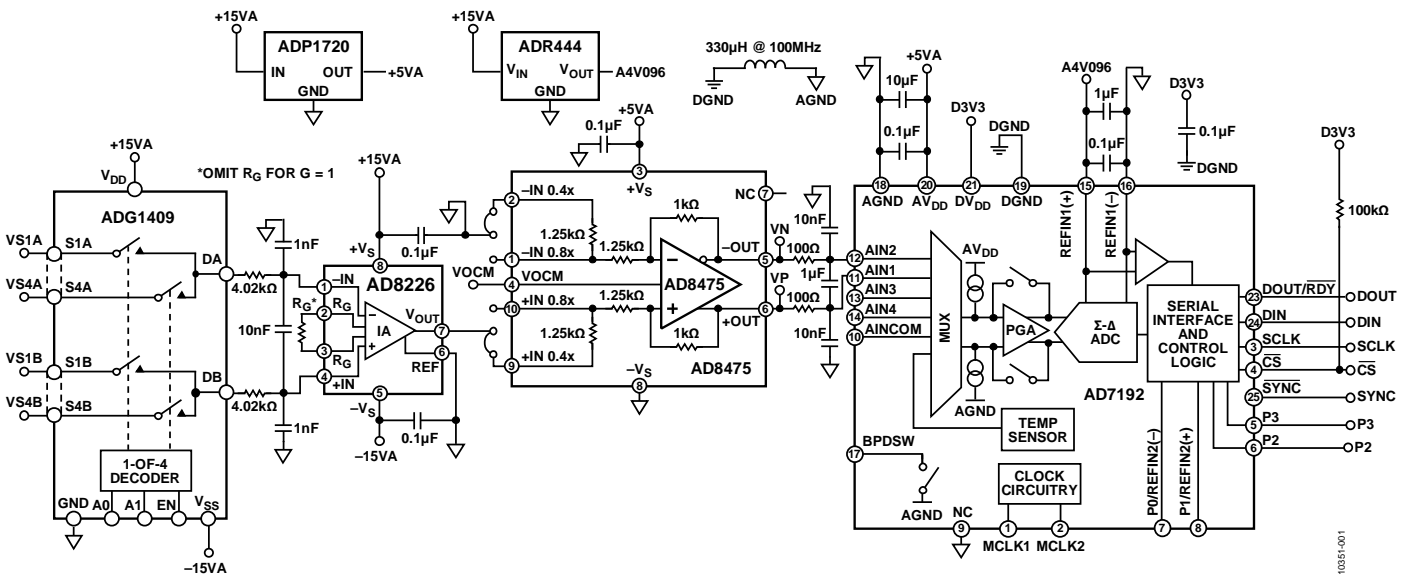 +15VA
ADP1720
IN OUT
GND
+5VA
+15VA
ADR444
VIN VOUT
GND
A4V096
330µH @ 100MHz
DGND
AGND
+5VA
10µF
0.1µF
D3V3
DGND
A4V096
1µF
0.1µF
D3V3
0.1µF
DGND
D3V3
100kΩ
+15VA
VDD
*OMIT RG FOR G = 1
ADG1409
VS1A
S1A
VS4A
S4A
DA
VS1B
S1B
VS4B
S4B
DB
1-OF-4
DECODER
GND
A0
A1
EN
VSS
–15VA
4.02kΩ
4.02kΩ
1nF
10nF
1nF
+15VA
0.1µF
+VS
8
AD8226
1
–IN
RG*
2
RG
3
RG
4
+IN
IA
VOUT
7
6
REF
5
–VS
0.1µF
–15VA
0.1µF
+5VA
3
+VS
2
–IN 0.4x
1
–IN 0.8x
VOCM
4
VOCM
10
+IN 0.8x
9
+IN 0.4x
1.25kΩ
1.25kΩ
1kΩ
1.25kΩ
1.25kΩ
1kΩ
AD8475
NC
7
–OUT
5
+OUT
6
AD8475
–VS
8
VN
100Ω
VP
100Ω
10nF
1µF
10nF
18
AGND
20
AVDD
21
DVDD
19
DGND
15
REFIN1(+)
16
REFIN1(–)
12
AIN2
11
AIN1
13
AIN3
14
AIN4
10
AINCOM
MUX
AVDD
AGND
PGA
Σ-Δ
ADC
SERIAL
INTERFACE
AND
CONTROL
LOGIC
AD7192
TEMP
SENSOR
17
BPDSW
AGND
CLOCK
CIRCUITRY
NC
9
1
MCLK1
2
MCLK2
P0/REFIN2(–)
7
P1/REFIN2(+)
8
DOUT/RDY
23
DOUT
DIN
24
DIN
SCLK
3
SCLK
CS
4
CS
SYNC
25
SYNC
P3
5
P3
P2
6
P2
10351-001